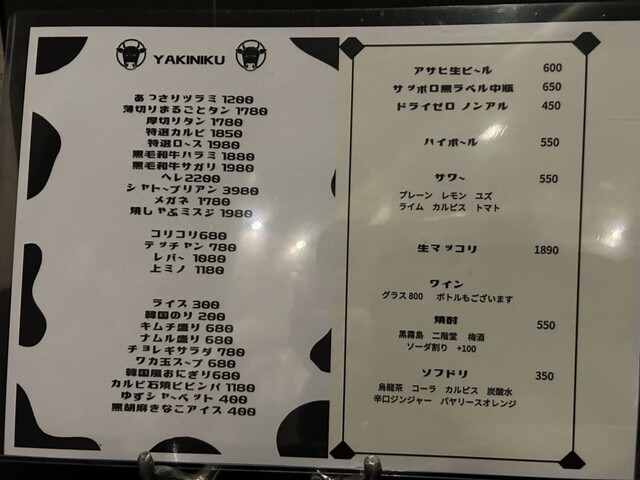 YAKINIKU
あっさりツラミ 1200
薄切りまるごとタン 1780
厚切りタン 1780
特選カルビ 1850
特選ロ〜ス 1980
黒毛和牛ハラミ 1880
黒毛和牛サガリ 1980
ヘレ2200
シャト〜ブリアン 3980
メガネ 1780
焼しゃぶミスジ 1980
コリコリ680
テッチャン 780
レバ〜 1080
上ミノ 1180
ライス 300
韓国のり 200
キムチ盛り 680
ナムル盛り 680
チョレギサラダ 780
ワカ玉ス〜プ 680
韓国風おにぎり680
カルビ石焼ビビンバ 1180
ゆずシャ〜ベット 400
黒胡麻きなこアイス 400
アサヒ生ビ〜ル 600
サッポロ黒ラベル中瓶 650
ドライゼロ ノンアル 450
ハイボ〜ル 550
サワ〜 550
プレーン レモン ユズ
ライム カルピス トマト
生マッコリ 1890
ワイン
グラス 800 ボトルもございます
焼酎 550
黒霧島 二階堂 梅酒
ソーダ割り +100
ソフドリ 350
烏龍茶 コーラ カルピス 炭酸水
辛口ジンジャー バヤリースオレンジ